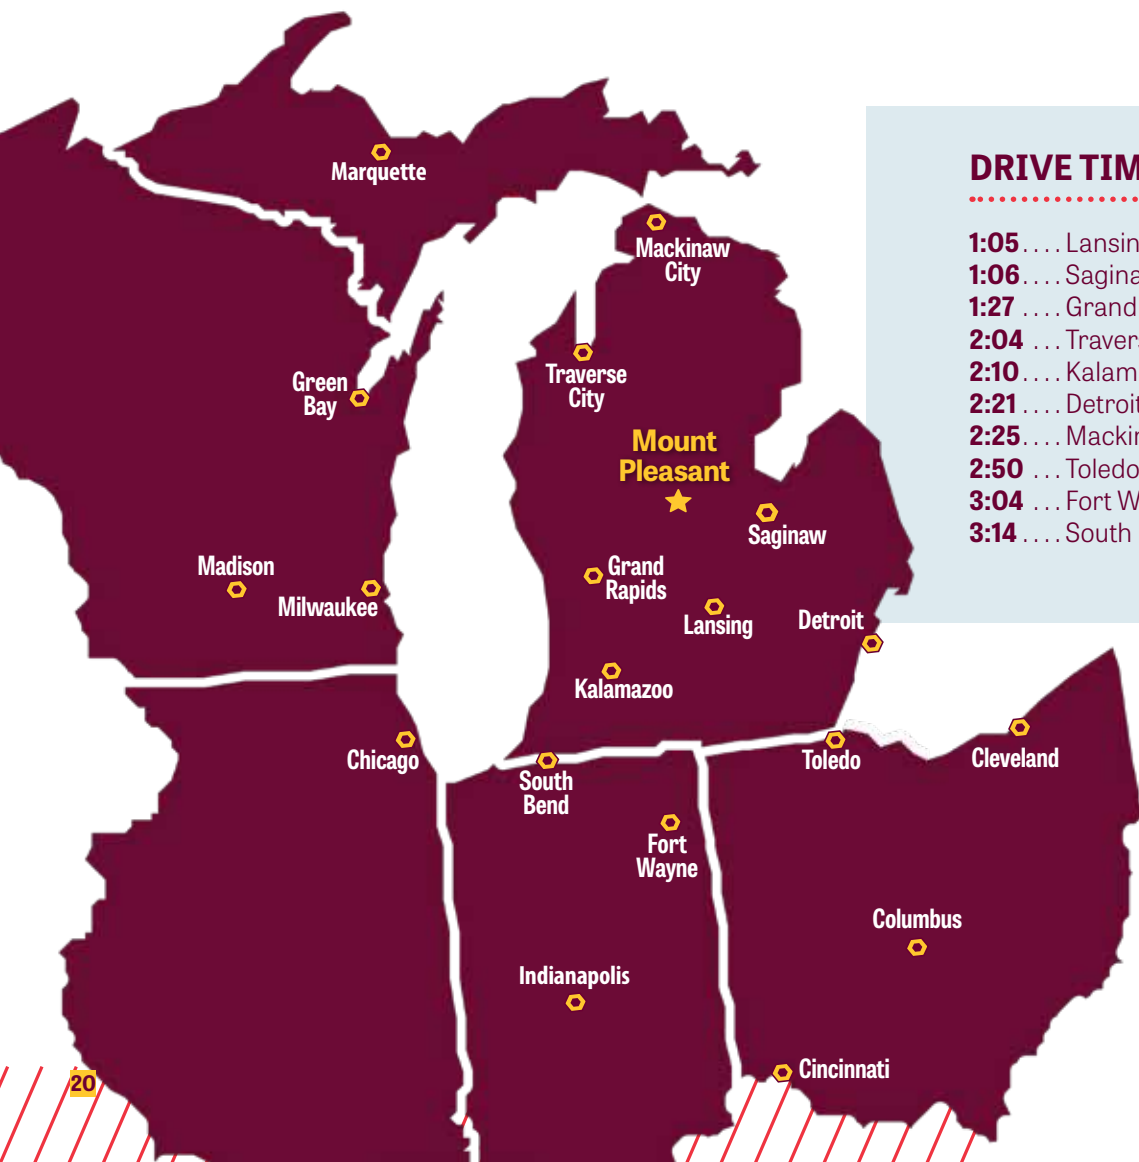 Marquette
Mackinaw
City
Green
Bay
Traverse
City
Mount
Pleasant
Saginaw
Madison
Milwaukee
Grand
Rapids
Lansing
Detroit
Kalamazoo
Chicago
South
Bend
Toledo
Cleveland
Fort
Wayne
Columbus
Indianapolis
Cincinnati
20
DRIVE TIM
1:05 .... Lansin
1:06 .... Sagina
1:27 .... Grand
2:04 ... Travers
2:10 .... Kalam
2:21 .... Detroit
2:25 .... Mackin
2:50 ... Toledo
3:04 ... Fort W
3:14 .... South